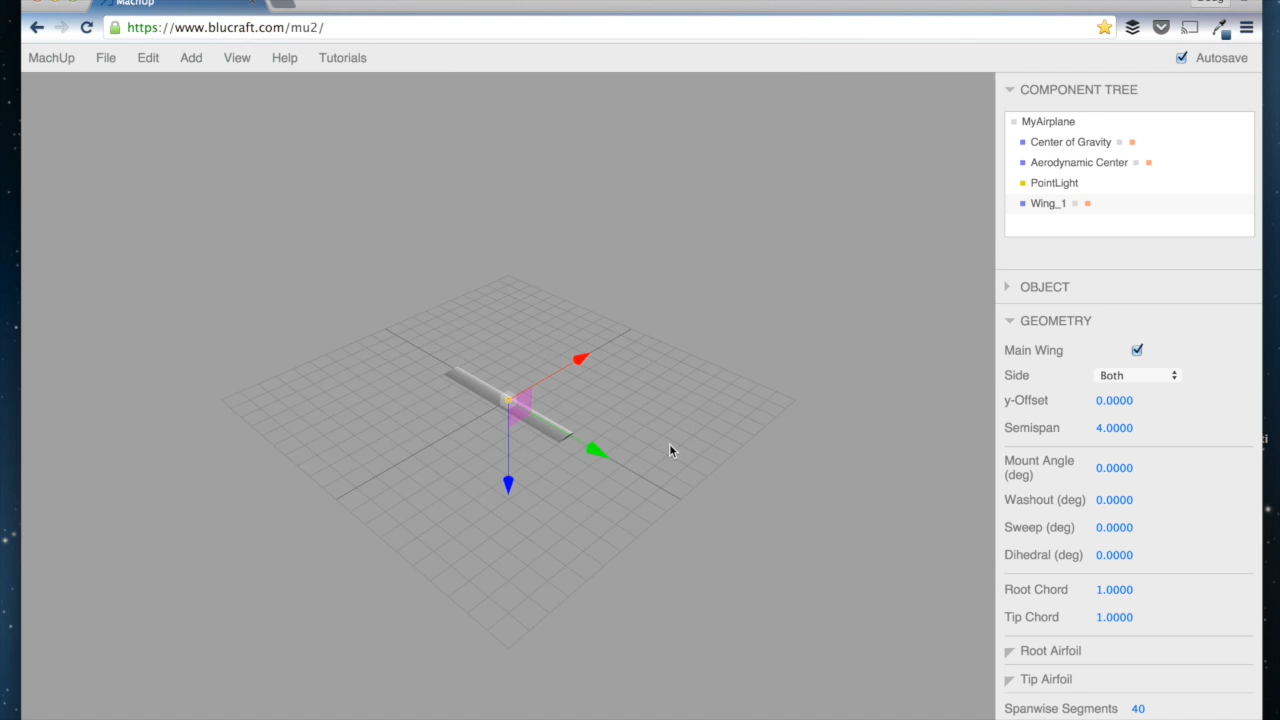 MachUp
https://www.blucraft.com/mu2/
MachUp File Edit Add View Help Tutorials Autosave
COMPONENT TREE
MyAirplane
Center of Gravity
Aerodynamic Center
PointLight
Wing_1
OBJECT
GEOMETRY
Main Wing
Side Both
y-Offset 0.0000
Semispan 4.0000
Mount Angle
(deg) 0.0000
Washout (deg) 0.0000
Sweep (deg) 0.0000
Dihedral (deg) 0.0000
Root Chord 1.0000
Tip Chord 1.0000
Root Airfoil
Tip Airfoil
Spanwise Segments 40